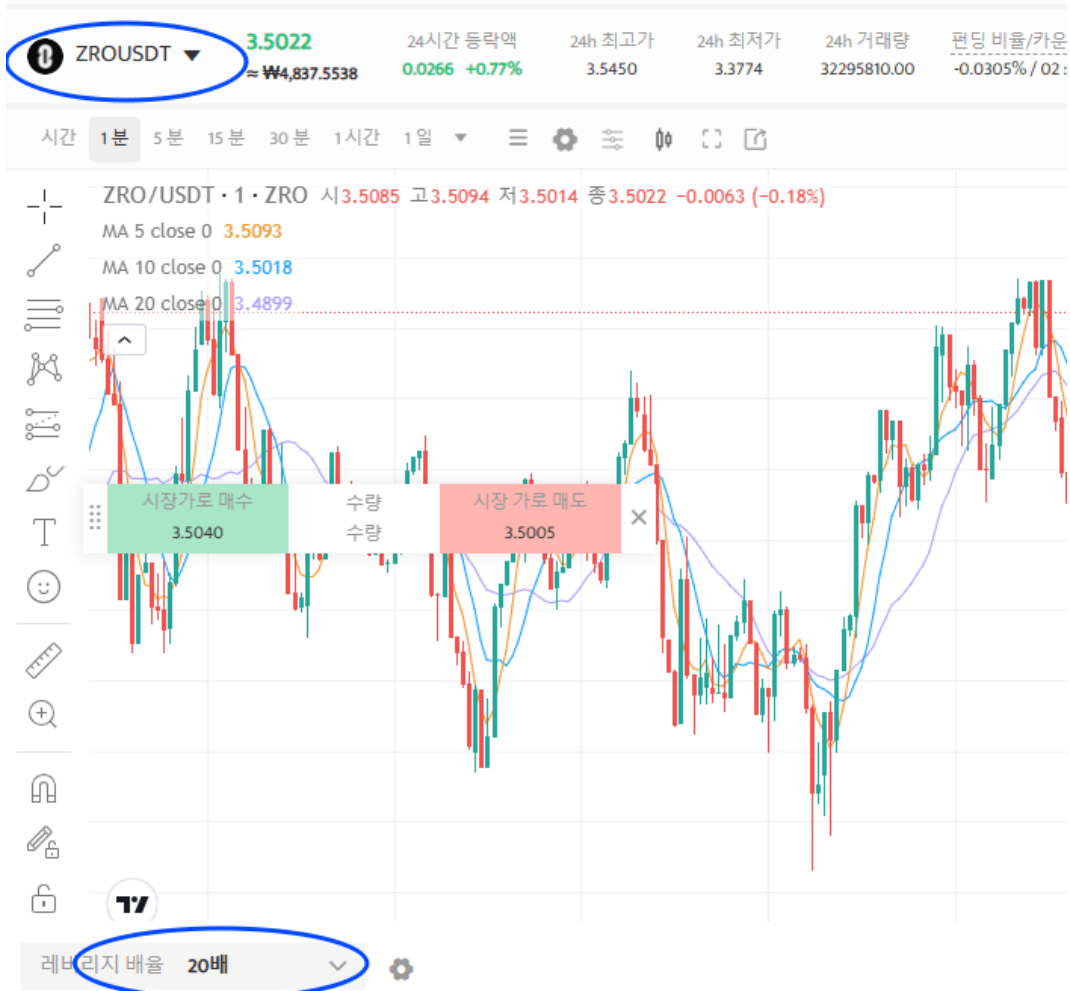 ZROUSDT
3.5022
≈ ₩4,837.5538
24시간 등락액
0.0266 +0.77%
24h 최고가
3.5450
24h 최저가
3.3774
24h 거래량
32295810.00
펀딩 비율/카운
-0.0305% / 02 :
시간 1분 5분 15분 30분 1시간 1일
ZRO/USDT · 1 · ZRO 시3.5085 고3.5094 저3.5014 종3.5022 −0.0063 (−0.18%)
MA 5 close 0 3.5093
MA 10 close 0 3.5018
MA 20 close 0 3.4899
시장가로 매수
3.5040
수량
수량
시장 가로 매도
3.5005
레버리지 배율 20배